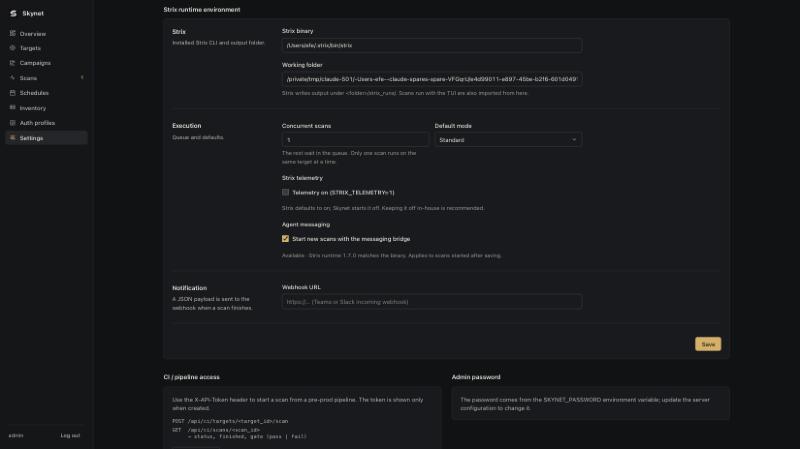 Skynet
Overview
Targets
Campaigns
Scans
Schedules
Inventory
Auth profiles
Settings
admin
Log out
Strix runtime environment
Strix
Installed Strix CLI and output folder.
Strix binary
/Users/efe/.strix/bin/strix
Working folder
Strix writes output under <folder>/strix_runs. Scans run with the TUI are also imported from here.
Execution
Queue and defaults.
Concurrent scans
1
The rest wait in the queue. Only one scan runs on
the same target at a time.
Default mode
Standard
Strix telemetry
Telemetry on (STRIX_TELEMETRY=1)
Strix defaults to on; Skynet starts it off. Keeping it off in-house is recommended.
Agent messaging
Start new scans with the messaging bridge
Available · Strix runtime 1.7.0 matches the binary. Applies to scans started after saving.
Notification
A JSON payload is sent to the
webhook when a scan finishes.
Webhook URL
https://... (Teams or Slack incoming webhook)
Save
CI / pipeline access
Use the X-API-Token header to start a scan from a pre-prod pipeline. The token is shown only
when created.
POST /api/ci/targets/<target_id>/scan
GET /api/ci/scans/<scan_id>
→ status, finished, gate (pass | fail)
Admin password
The password comes from the SKYNET_PASSWORD environment variable; update the server
configuration to change it.